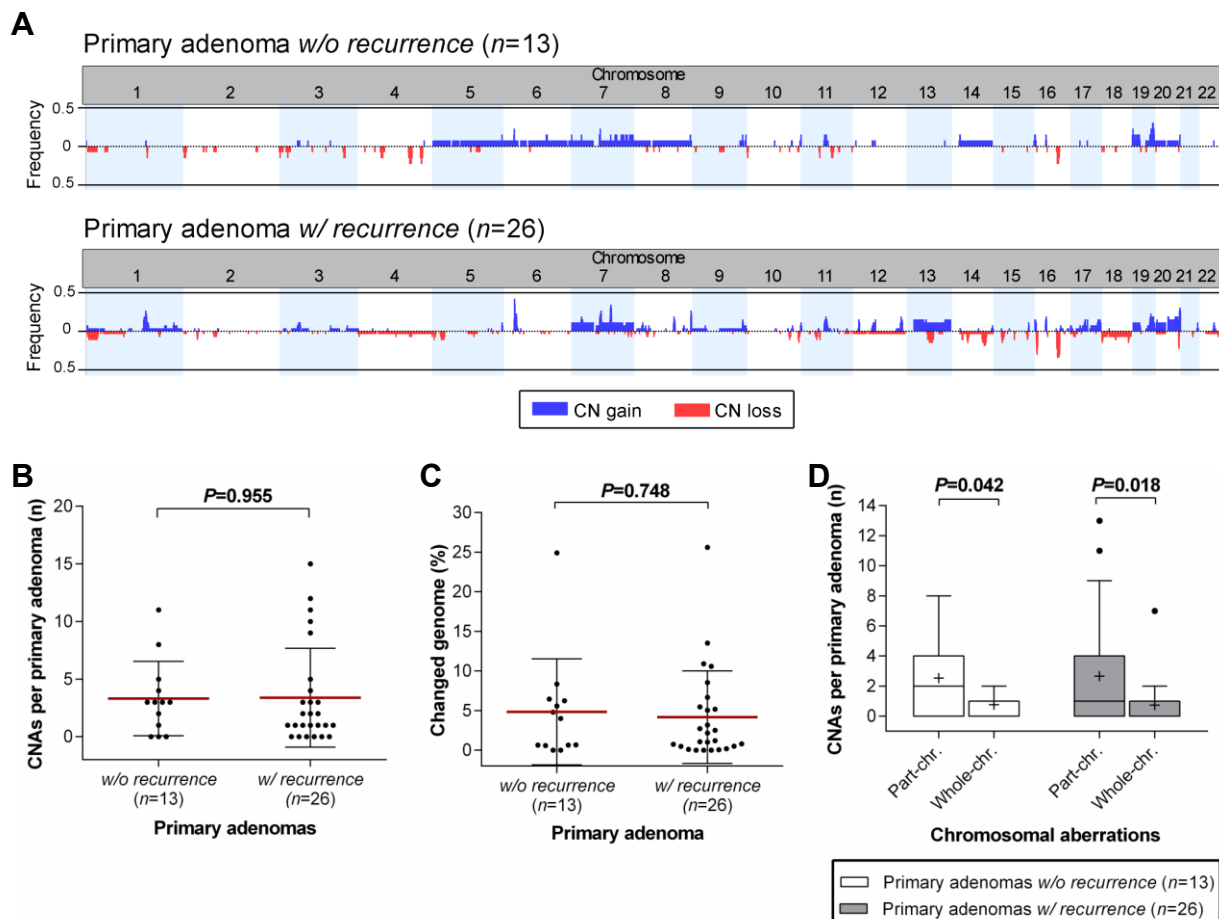 A
Primary adenoma w/o recurrence (n=13)
Chromosome
1 2 3 4 5 6 7 8 9 10 11 12 13 14 15 16 17 18 19 20 21 22
0.5
0
0.5
Frequency
Primary adenoma w/ recurrence (n=26)
Chromosome
1 2 3 4 5 6 7 8 9 10 11 12 13 14 15 16 17 18 19 20 21 22
0.5
0
0.5
Frequency
CN gain CN loss
B
P=0.955
CNAs per primary adenoma (n)
20
15
10
5
0
w/o recurrence w/ recurrence
(n=13) (n=26)
Primary adenomas
C
P=0.748
Changed genome (%)
30
25
20
15
10
5
0
w/o recurrence w/ recurrence
(n=13) (n=26)
Primary adenoma
D
P=0.042 P=0.018
CNAs per primary adenoma (n)
14
12
10
8
6
4
2
0
Part-chr. Whole-chr. Part-chr. Whole-chr.
Chromosomal aberrations
Primary adenomas w/o recurrence (n=13)
Primary adenomas w/ recurrence (n=26)